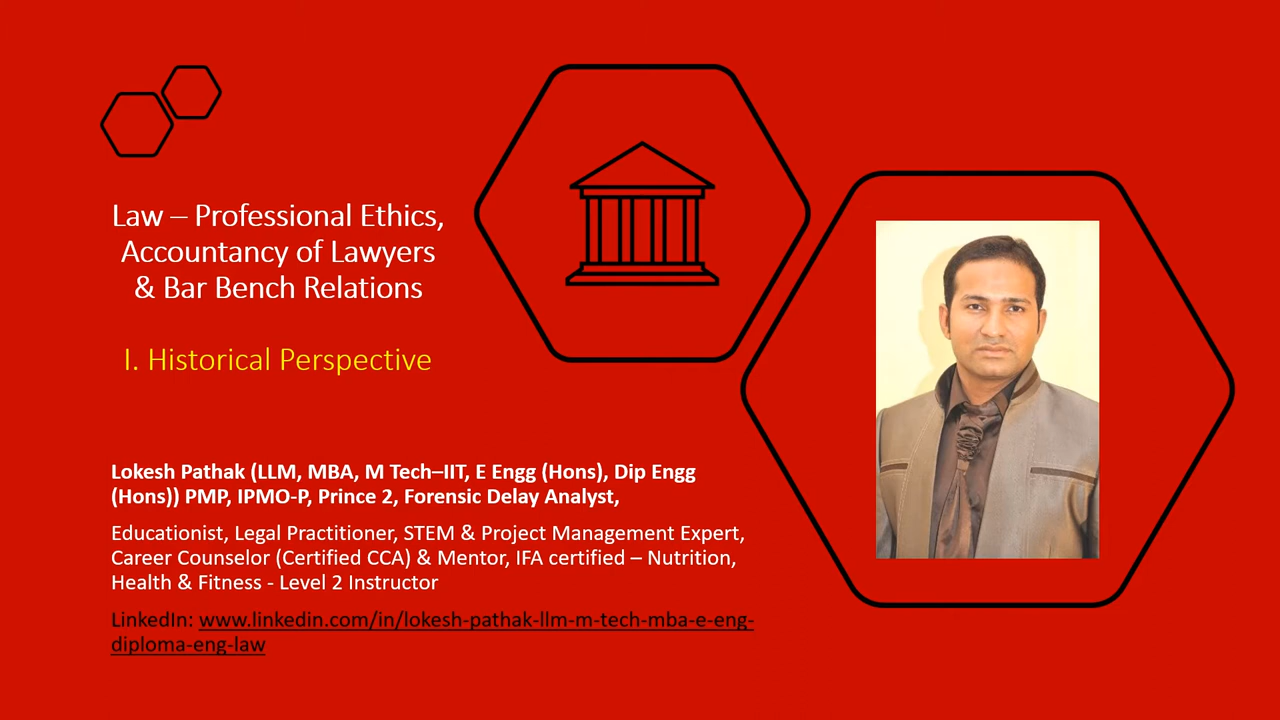 Law – Professional Ethics,
Accountancy of Lawyers
& Bar Bench Relations
I. Historical Perspective
Lokesh Pathak (LLM, MBA, M Tech–IIT, E Engg (Hons), Dip Engg
(Hons)) PMP, IPMO-P, Prince 2, Forensic Delay Analyst,
Educationist, Legal Practitioner, STEM & Project Management Expert,
Career Counselor (Certified CCA) & Mentor, IFA certified – Nutrition,
Health & Fitness - Level 2 Instructor
LinkedIn: www.linkedin.com/in/lokesh-pathak-llm-m-tech-mba-e-eng-
diploma-eng-law